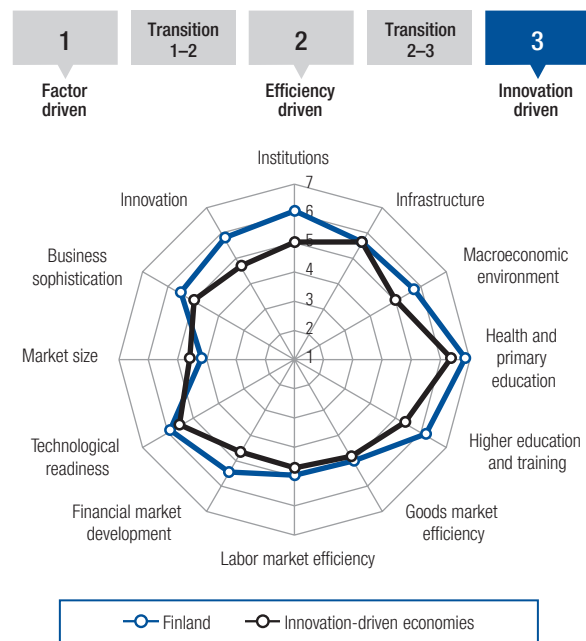 1
Transition
1–2
2
Transition
2–3
3
Factor
driven
Efficiency
driven
Innovation
driven
Institutions
Infrastructure
Macroeconomic
environment
Health and
primary
education
Higher education
and training
Goods market
efficiency
Labor market efficiency
Financial market
development
Technological
readiness
Market size
Business
sophistication
Innovation
7
6
5
4
3
2
1
Finland
Innovation-driven economies